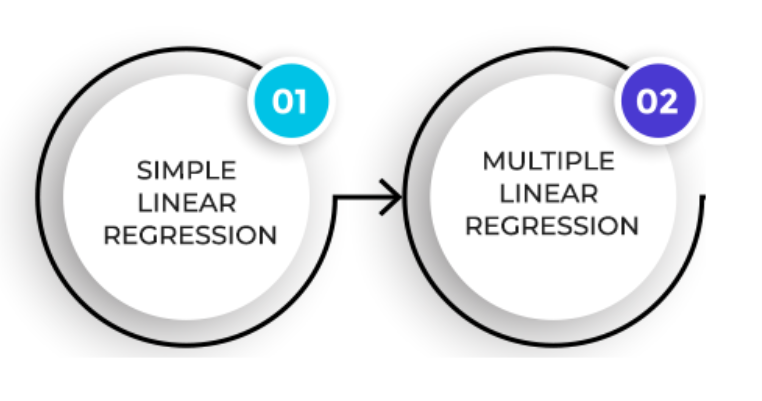 01
SIMPLE
LINEAR
REGRESSION
02
MULTIPLE
LINEAR
REGRESSION